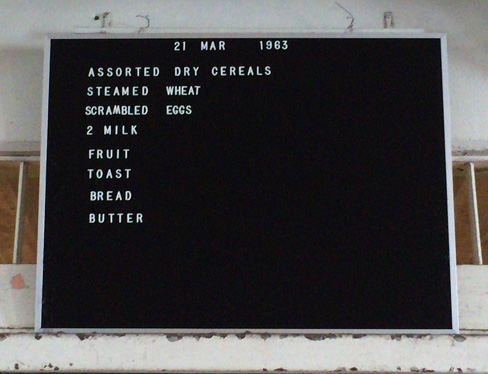 21 MAR 1963
ASSORTED DRY CEREALS
STEAMED WHEAT
SCRAMBLED EGGS
2 MILK
FRUIT
TOAST
BREAD
BUTTER